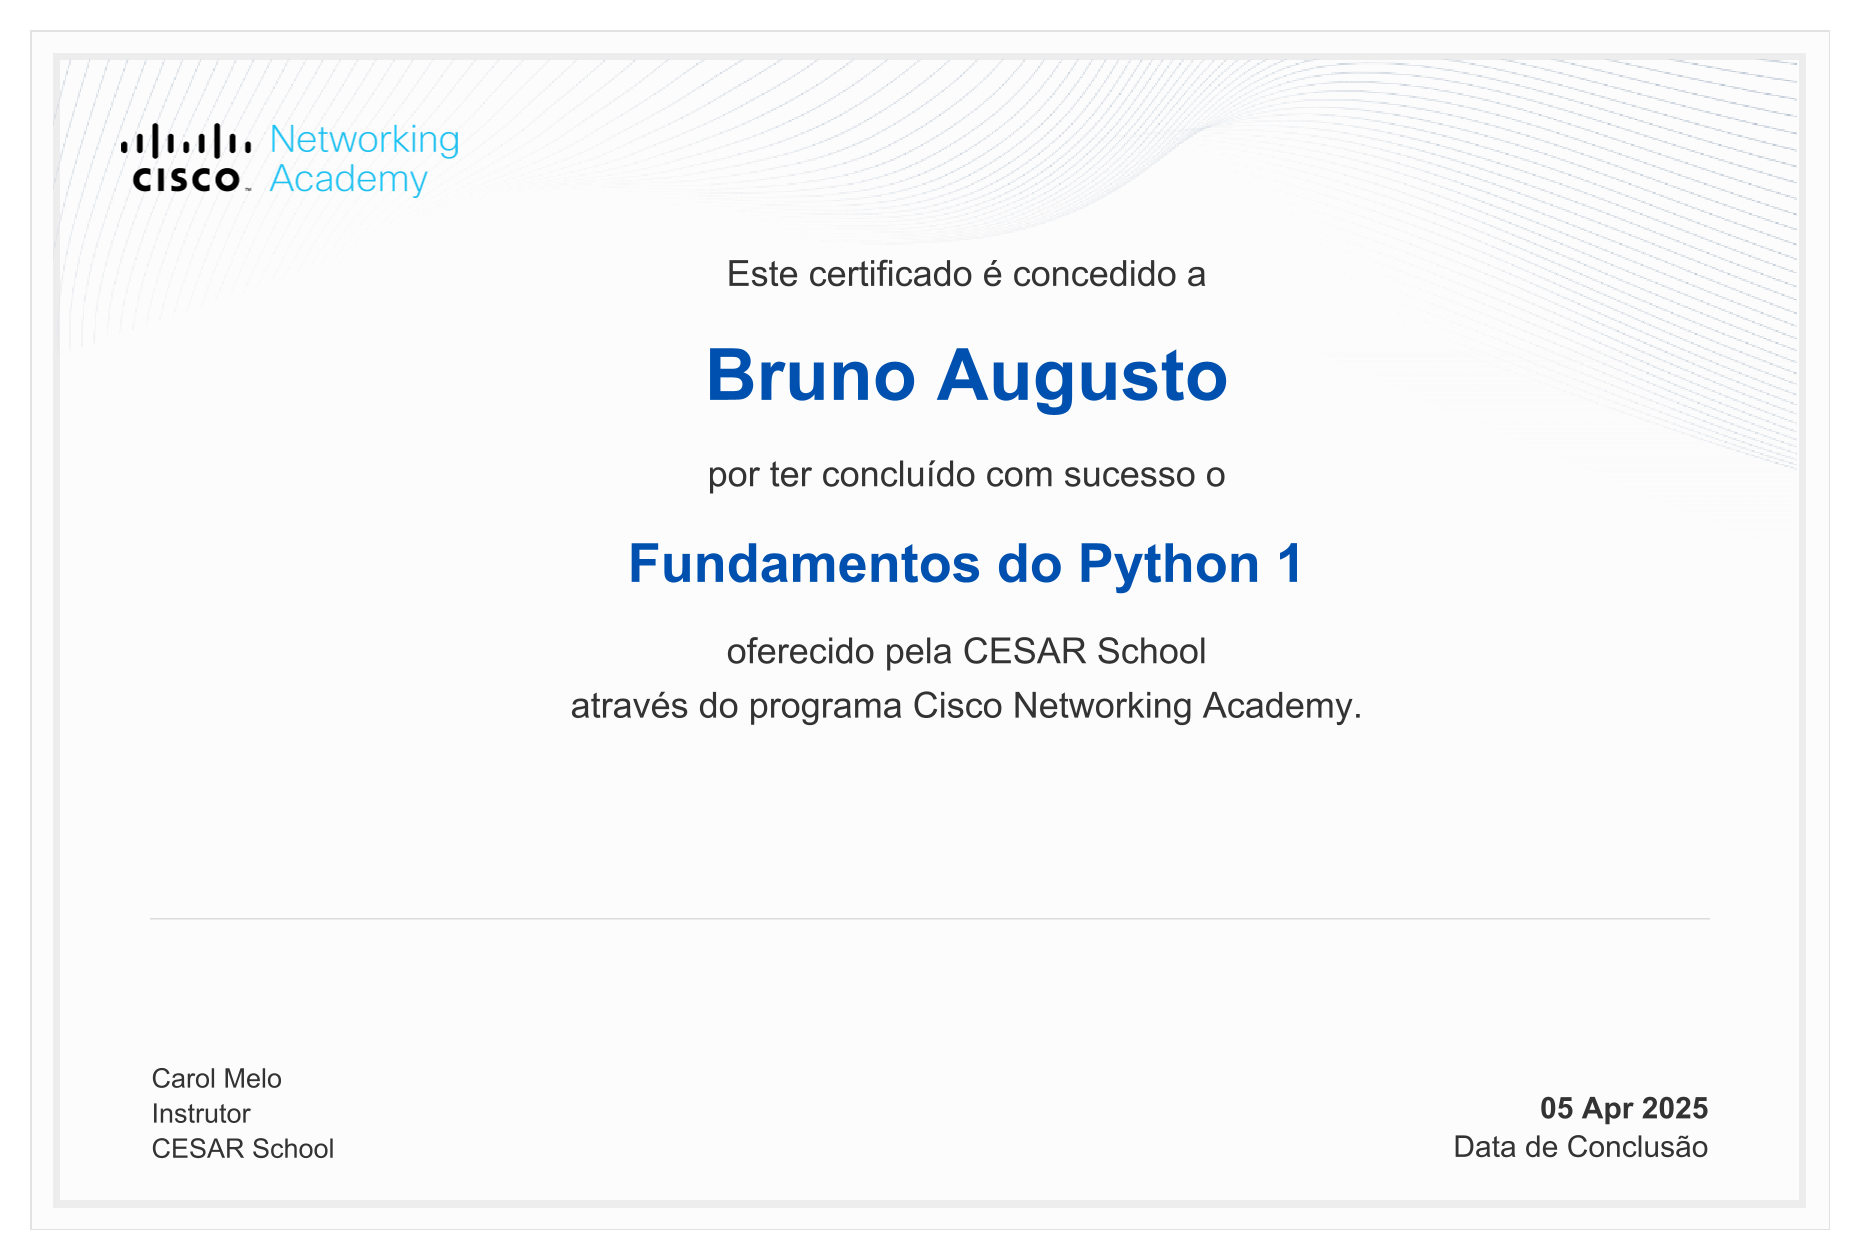 Networking
CISCO™ Academy
Este certificado é concedido a
Bruno Augusto
por ter concluído com sucesso o
Fundamentos do Python 1
oferecido pela CESAR School
através do programa Cisco Networking Academy.
Carol Melo
Instrutor
CESAR School
05 Apr 2025
Data de Conclusão